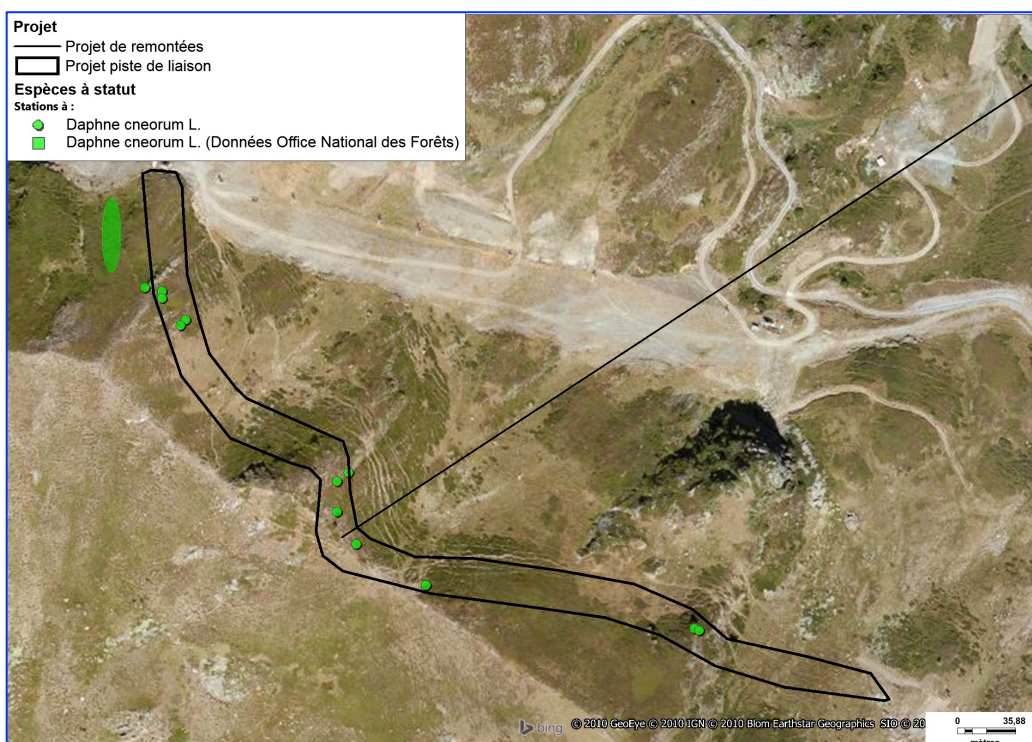 Projet
Projet de remontées
Projet piste de liaison
Espèces à statut
Stations à :
Daphne cneorum L.
Daphne cneorum L. (Données Office National des Forêts)
bing © 2010 GeoEye © 2010 IGN © 2010 Blom Earthstar Geographics SIO © 20
0 35,88
mètres